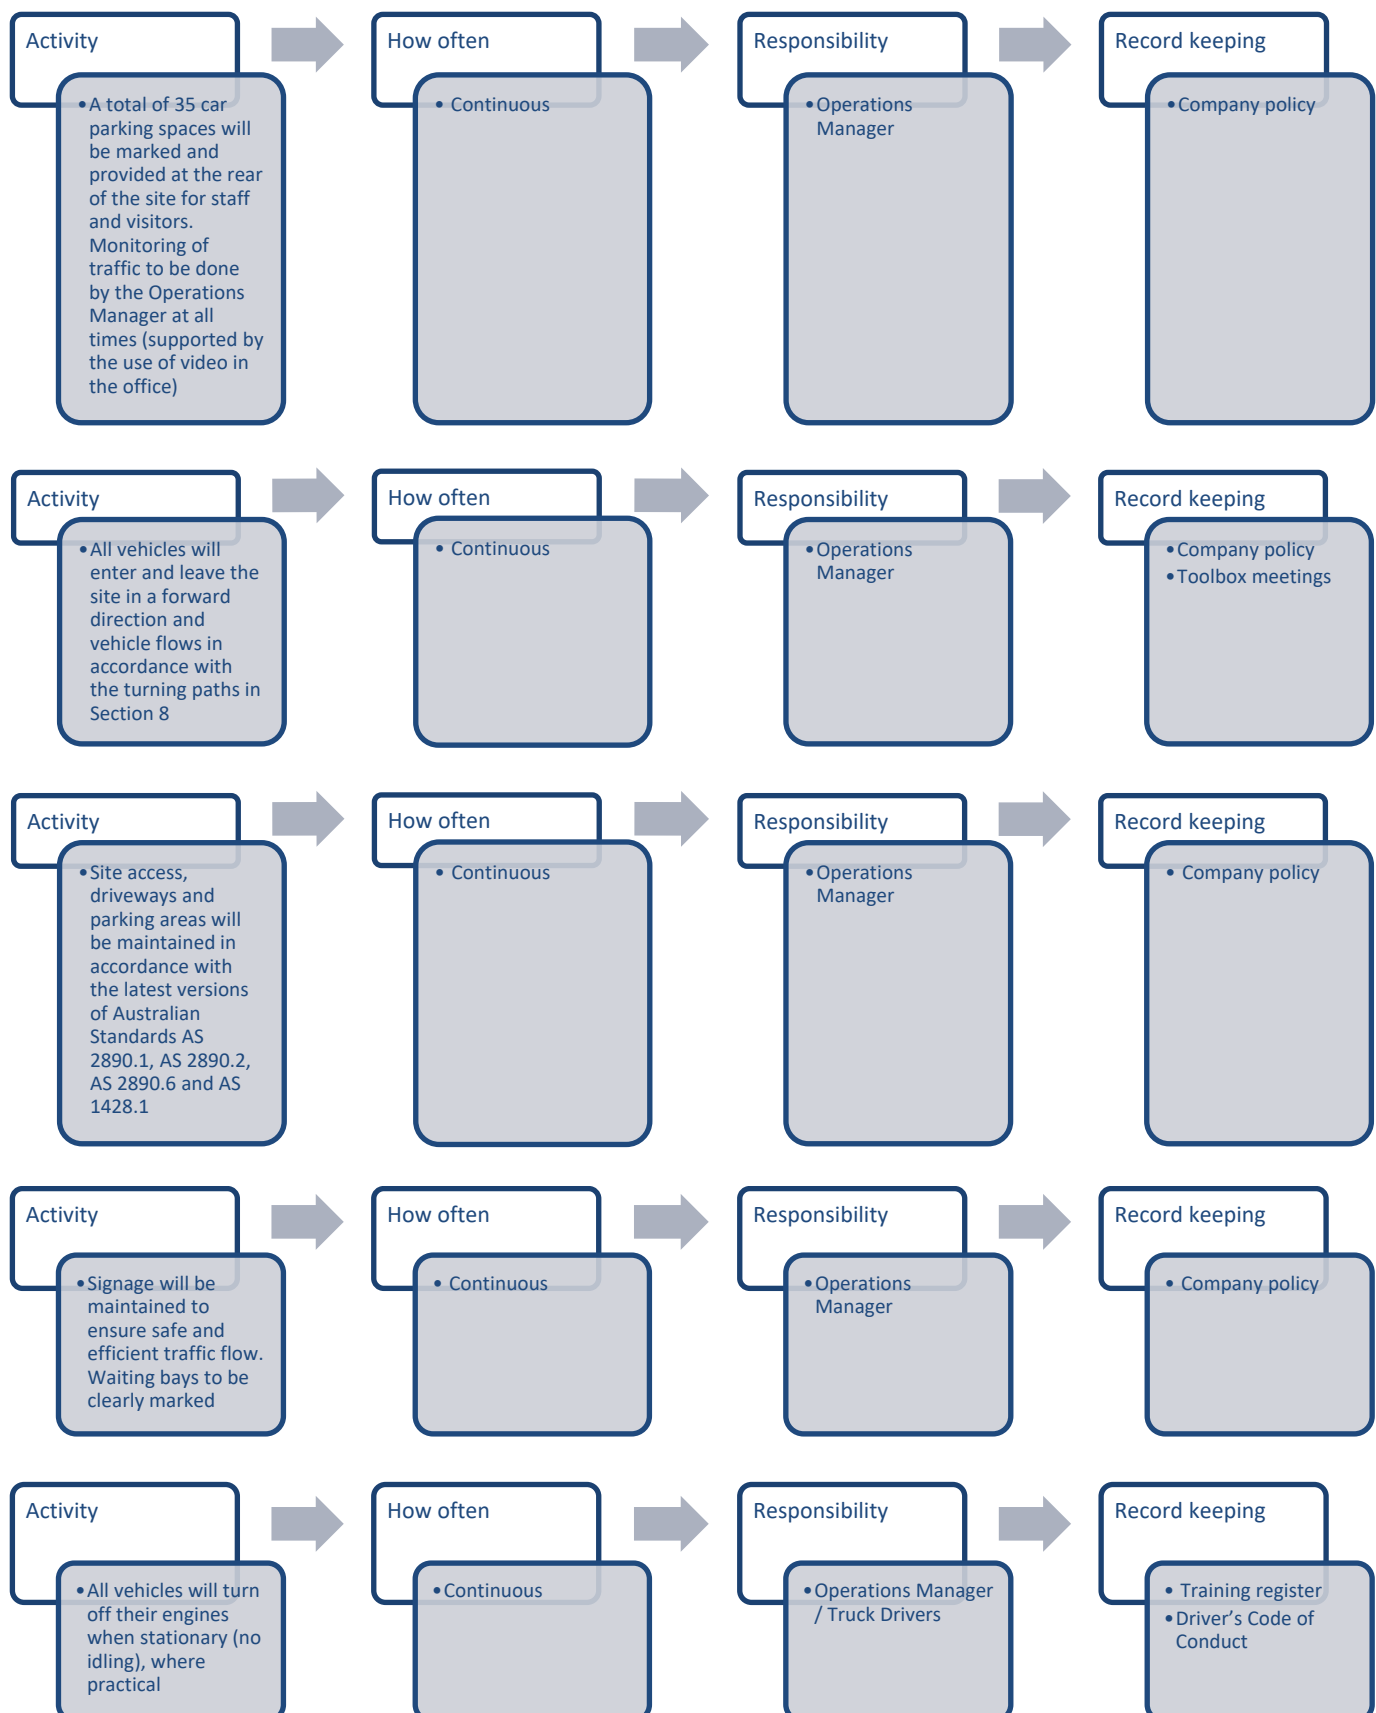 Activity
How often
Responsibility
Record keeping
•A total of 35 car
parking spaces will
be marked and
provided at the rear
of the site for staff
and visitors.
Monitoring of
traffic to be done
by the Operations
Manager at all
times (supported by
the use of video in
the office)
• Continuous
•Operations
Manager
•Company policy
Activity
How often
Responsibility
Record keeping
•All vehicles will
enter and leave the
site in a forward
direction and
vehicle flows in
accordance with
the turning paths in
Section 8
• Continuous
•Operations
Manager
•Company policy
•Toolbox meetings
Activity
How often
Responsibility
Record keeping
•Site access,
driveways and
parking areas will
be maintained in
accordance with
the latest versions
of Australian
Standards AS
2890.1, AS 2890.2,
AS 2890.6 and AS
1428.1
• Continuous
•Operations
Manager
• Company policy
Activity
How often
Responsibility
Record keeping
•Signage will be
maintained to
ensure safe and
efficient traffic flow.
Waiting bays to be
clearly marked
• Continuous
•Operations
Manager
• Company policy
Activity
How often
Responsibility
Record keeping
•All vehicles will turn
off their engines
when stationary (no
idling), where
practical
•Continuous
•Operations Manager
/ Truck Drivers
• Training register
•Driver’s Code of
Conduct